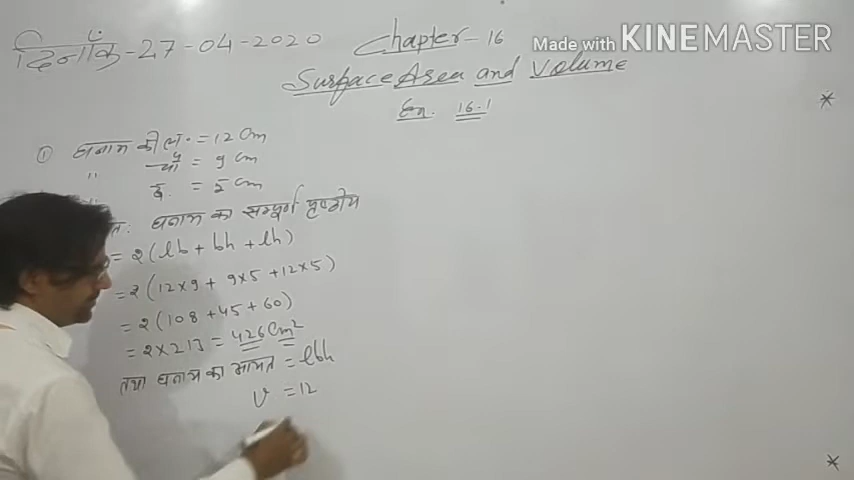 दिनांक-27-04-2020
Chapter-16
Made with KINEMASTER
Surface Area and Volume
Ex. 16.1
① घनाभ की ल. = 12 Cm
" चौ. = 9 cm
ऊँ. = 5 cm
अतः घनाभ का सम्पूर्ण पृष्ठीय
= 2(lb + bh + lh)
= 2(12×9 + 9×5 + 12×5)
= 2(108 + 45 + 60)
= 2×213 = 426 Cm²
तथा घनाभ का आयतन = lbh
V = 12